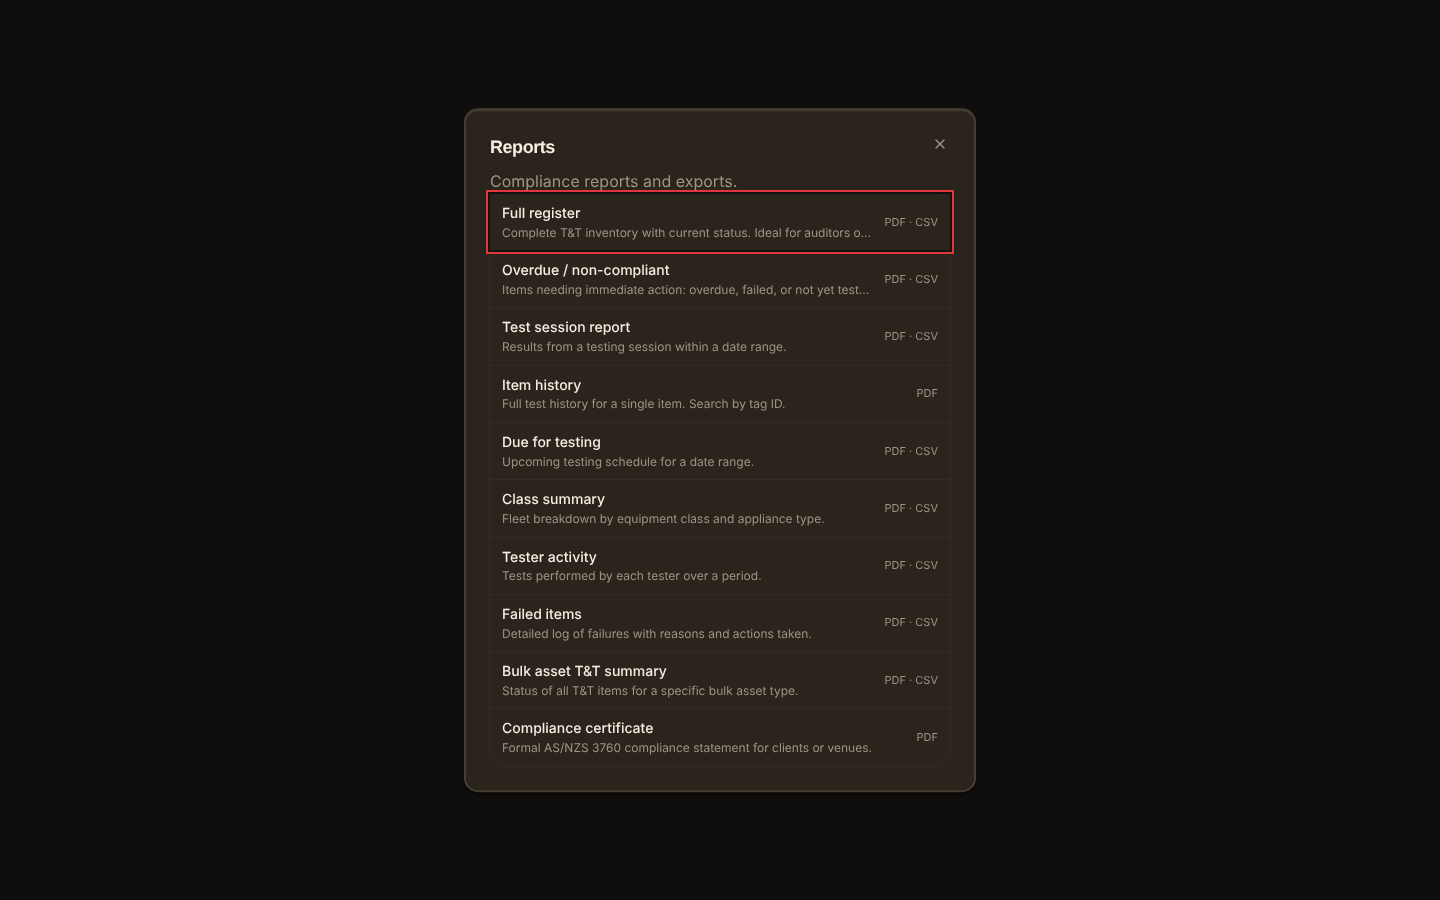 Reports
Compliance reports and exports.
Full register
Complete T&T inventory with current status. Ideal for auditors o...
PDF · CSV
Overdue / non-compliant
Items needing immediate action: overdue, failed, or not yet test...
PDF · CSV
Test session report
Results from a testing session within a date range.
PDF · CSV
Item history
Full test history for a single item. Search by tag ID.
PDF
Due for testing
Upcoming testing schedule for a date range.
PDF · CSV
Class summary
Fleet breakdown by equipment class and appliance type.
PDF · CSV
Tester activity
Tests performed by each tester over a period.
PDF · CSV
Failed items
Detailed log of failures with reasons and actions taken.
PDF · CSV
Bulk asset T&T summary
Status of all T&T items for a specific bulk asset type.
PDF · CSV
Compliance certificate
Formal AS/NZS 3760 compliance statement for clients or venues.
PDF